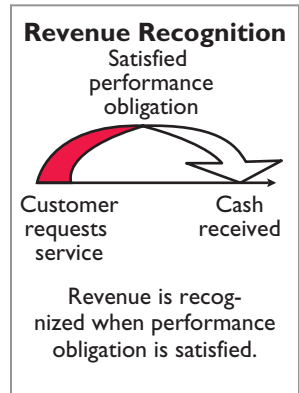 Revenue Recognition
Satisfied
performance
obligation
Customer
requests
service
Cash
received
Revenue is recog-
nized when performance
obligation is satisfied.